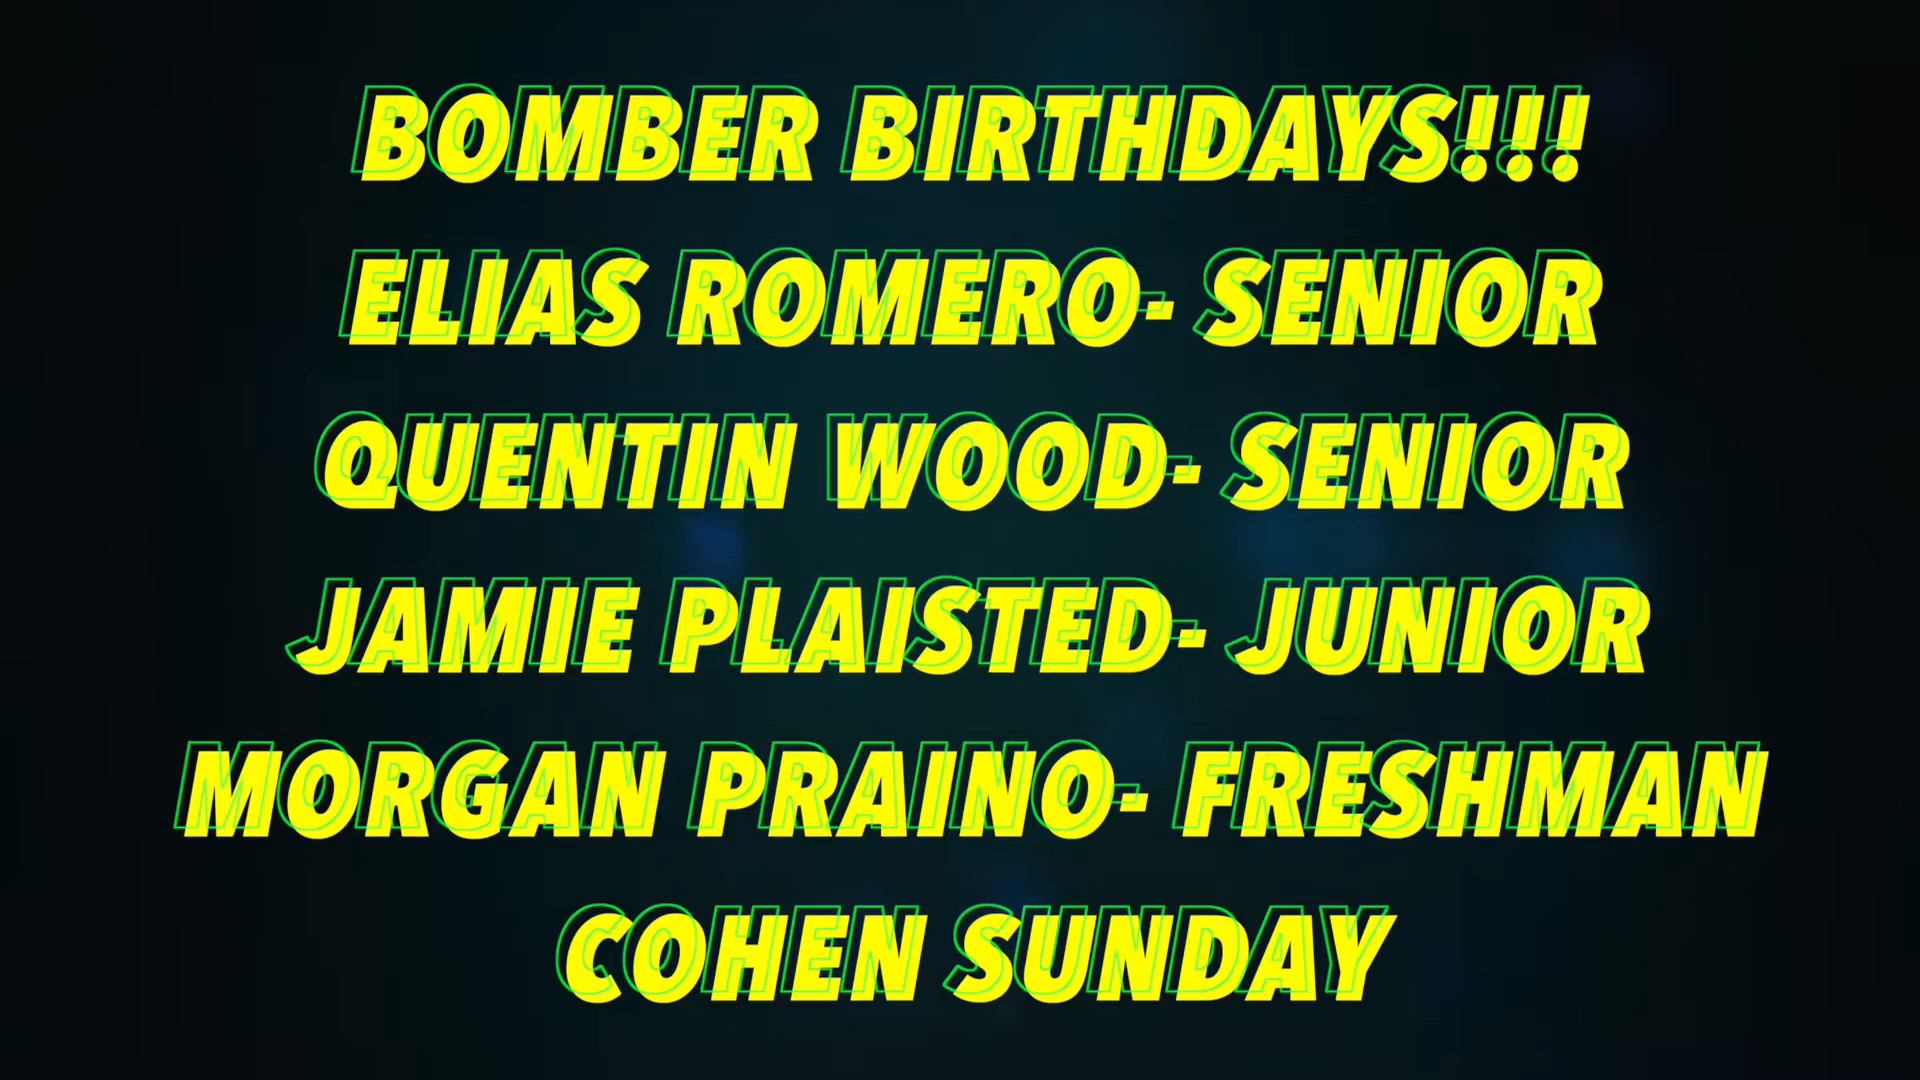 BOMBER BIRTHDAYS!!!
ELIAS ROMERO- SENIOR
QUENTIN WOOD- SENIOR
JAMIE PLAISTED- JUNIOR
MORGAN PRAINO- FRESHMAN
COHEN SUNDAY